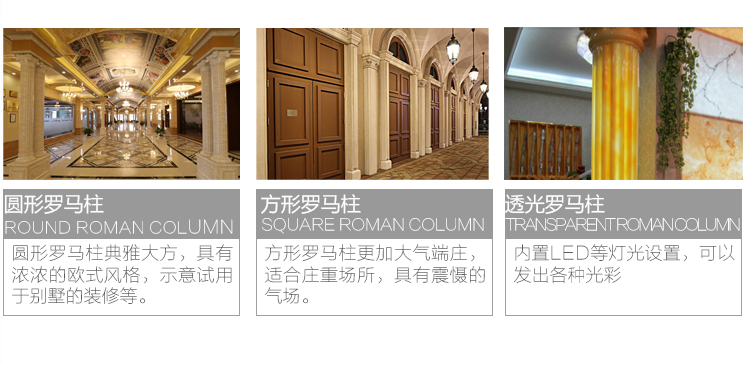 圆形罗马柱
ROUND ROMAN COLUMN
圆形罗马柱典雅大方，具有
浓浓的欧式风格，示意试用
于别墅的装修等。
方形罗马柱
SQUARE ROMAN COLUMN
方形罗马柱更加大气端庄，
适合庄重场所，具有震慑的
气场。
透光罗马柱
TRANSPARENT ROMAN COLUMN
内置LED等灯光设置，可以
发出各种光彩